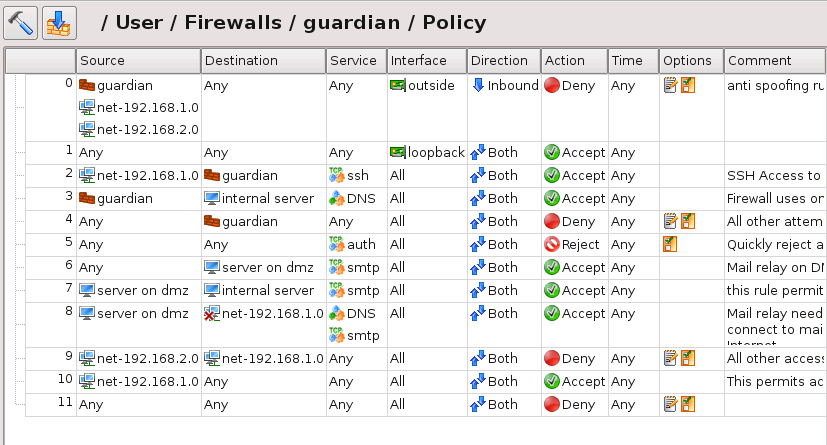 / User / Firewalls / guardian / Policy
Source Destination Service Interface Direction Action Time Options Comment
0 guardian Any Any outside Inbound Deny Any anti spoofing ru
net-192.168.1.0
net-192.168.2.0
1 Any Any Any loopback Both Accept Any
2 net-192.168.1.0 guardian TCP ssh All Both Accept Any SSH Access to
3 guardian internal server DNS All Both Accept Any Firewall uses on
4 Any guardian Any All Both Deny Any All other attem
5 Any Any TCP auth All Both Reject Any Quickly reject a
6 Any server on dmz TCP smtp All Both Accept Any Mail relay on DM
7 server on dmz internal server TCP smtp All Both Accept Any this rule permit
8 server on dmz net-192.168.1.0 DNS All Both Accept Any Mail relay need
TCP smtp connect to mai
Internet
9 net-192.168.2.0 net-192.168.1.0 Any All Both Deny Any All other access
10 net-192.168.1.0 Any Any All Both Accept Any This permits ac
11 Any Any Any All Both Deny Any